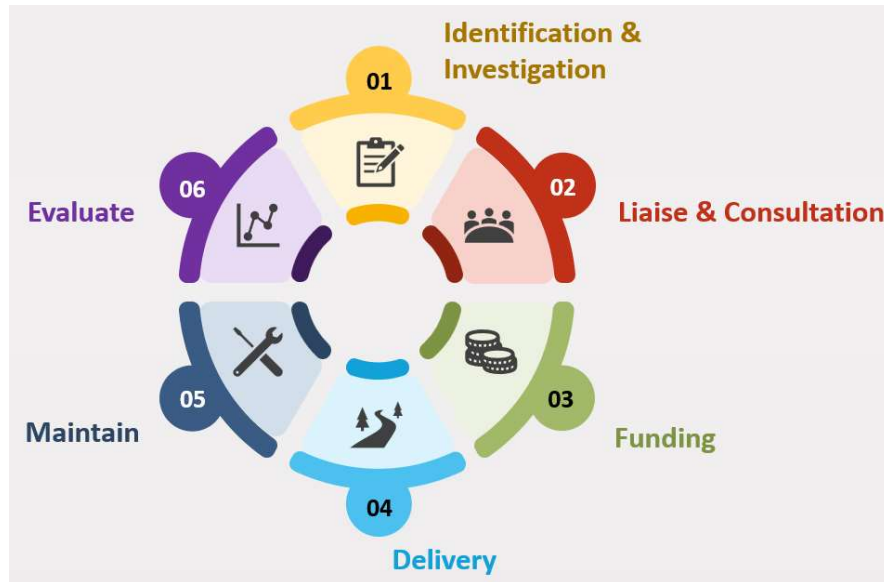 01
Identification &
Investigation
02
Liaise & Consultation
03
Funding
04
Delivery
05
Maintain
06
Evaluate